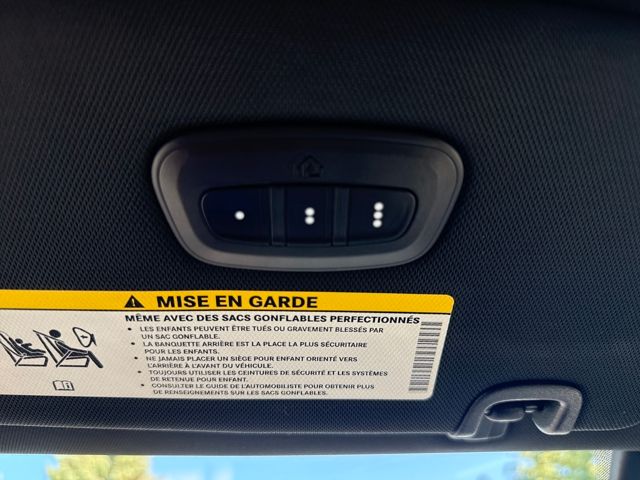 MISE EN GARDE
MÊME AVEC DES SACS GONFLABLES PERFECTIONNÉS
• LES ENFANTS PEUVENT ÊTRE TUÉS OU GRAVEMENT BLESSÉS PAR
UN SAC GONFLABLE.
• LA BANQUETTE ARRIÈRE EST LA PLACE LA PLUS SÉCURITAIRE
POUR LES ENFANTS.
• NE JAMAIS PLACER UN SIÈGE POUR ENFANT ORIENTÉ VERS
L'ARRIÈRE À L'AVANT DU VÉHICULE.
• TOUJOURS UTILISER LES CEINTURES DE SÉCURITÉ ET LES SYSTÈMES
DE RETENUE POUR ENFANT.
• CONSULTER LE GUIDE DE L'AUTOMOBILISTE POUR OBTENIR PLUS
DE RENSEIGNEMENTS SUR LES SACS GONFLABLES.